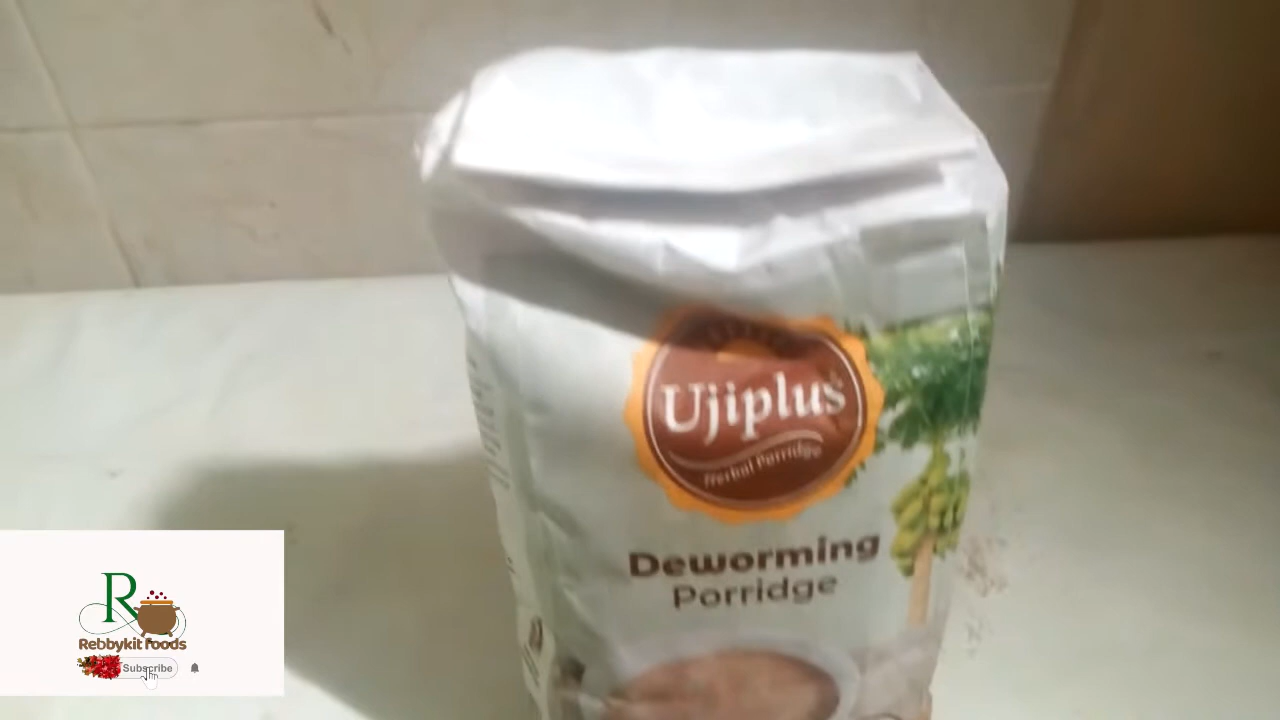 Ujiplus
Herbal Porridge
Deworming
Porridge
R
Rebbykit foods
Subscribe